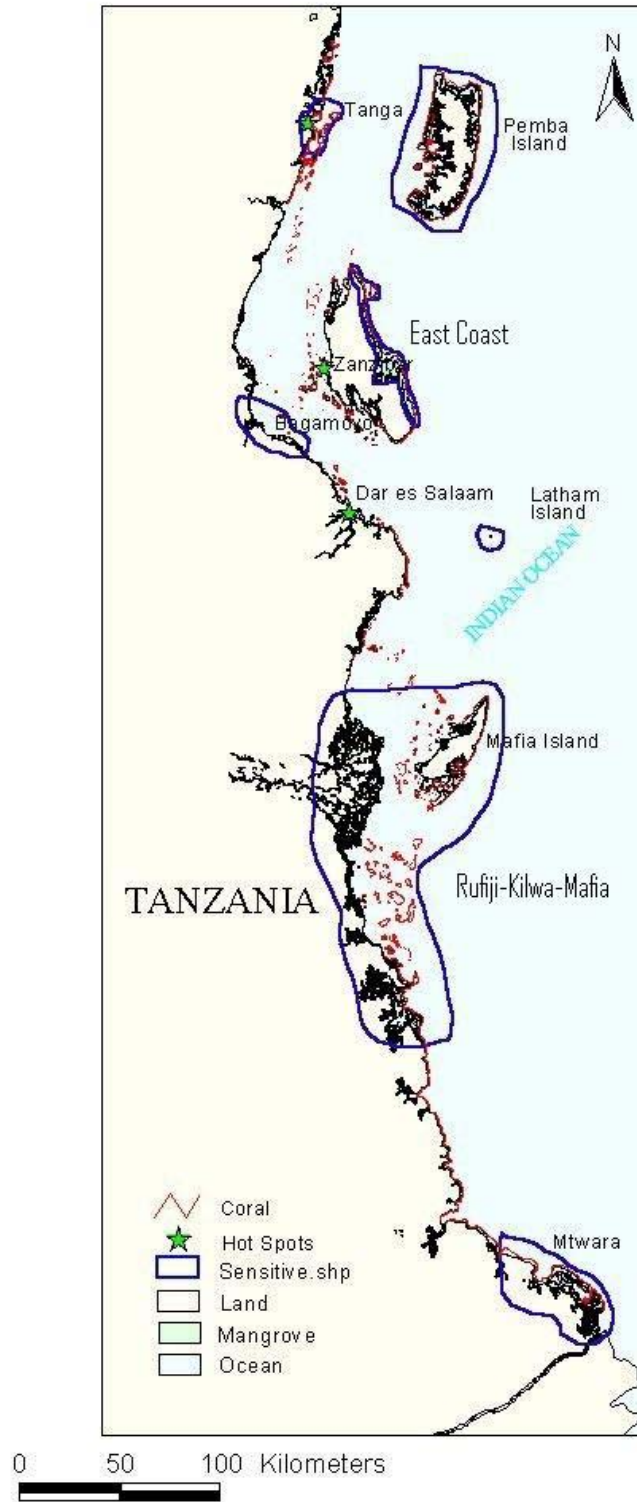 N
Tanga
Pemba
Island
East Coast
Zanzibar
Bagamoyo
Dar es Salaam
Latham
Island
INDIAN OCEAN
Mafia Island
Rufiji-Kilwa-Mafia
TANZANIA
Mtwara
Coral
Hot Spots
Sensitive.shp
Land
Mangrove
Ocean
0 50 100 Kilometers